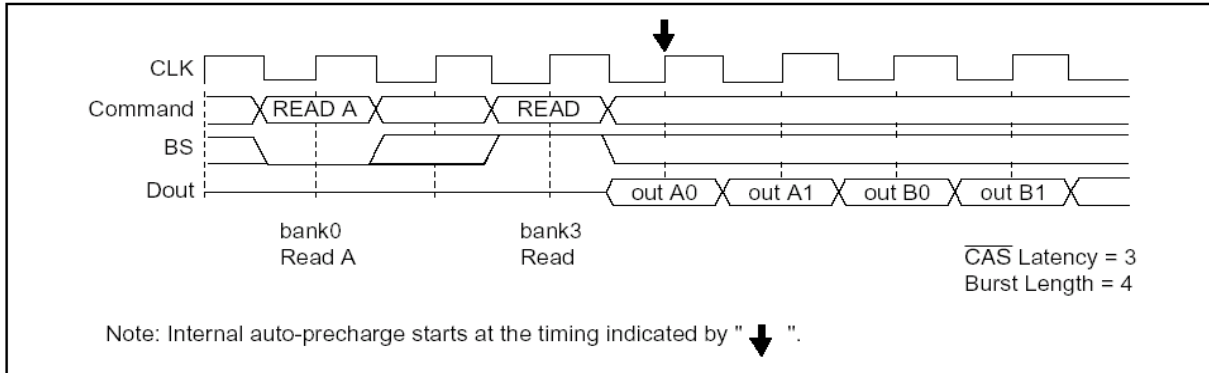 CLK
Command READ A READ
BS
Dout out A0 out A1 out B0 out B1
bank0 bank3
Read A Read
CAS Latency = 3
Burst Length = 4
Note: Internal auto-precharge starts at the timing indicated by " ".